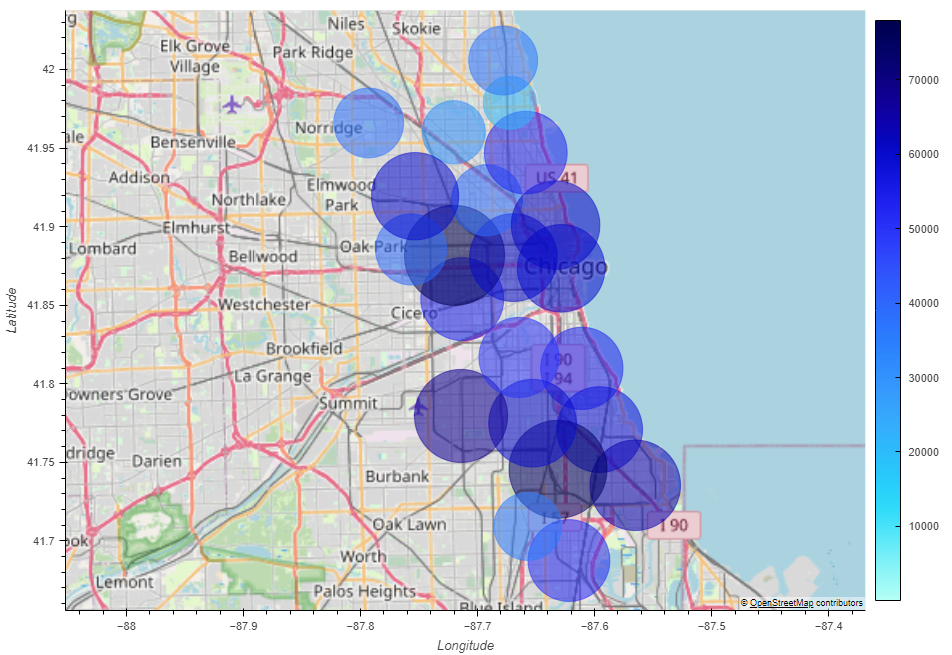 g
Niles
Skokie
Elk Grove
Village
Park Ridge
42
ale
Norridge
41.95
Bensenville
Addison
Elmwood
Park
US 41
Northlake
41.9
Elmhurst
Lombard
Bellwood
Oak Park
Chicago
41.85
Westchester
Cicero
Brookfield
I 90
I 94
41.8
La Grange
owners Grove
Summit
41.75
dridge
Darien
Burbank
41.7
ook
Oak Lawn
I 57
I 90
Worth
Lemont
Palos Heights
Blue Island
© OpenStreetMap contributors
−88
−87.9
−87.8
−87.7
−87.6
−87.5
−87.4
Longitude
Latitude
70000
60000
50000
40000
30000
20000
10000